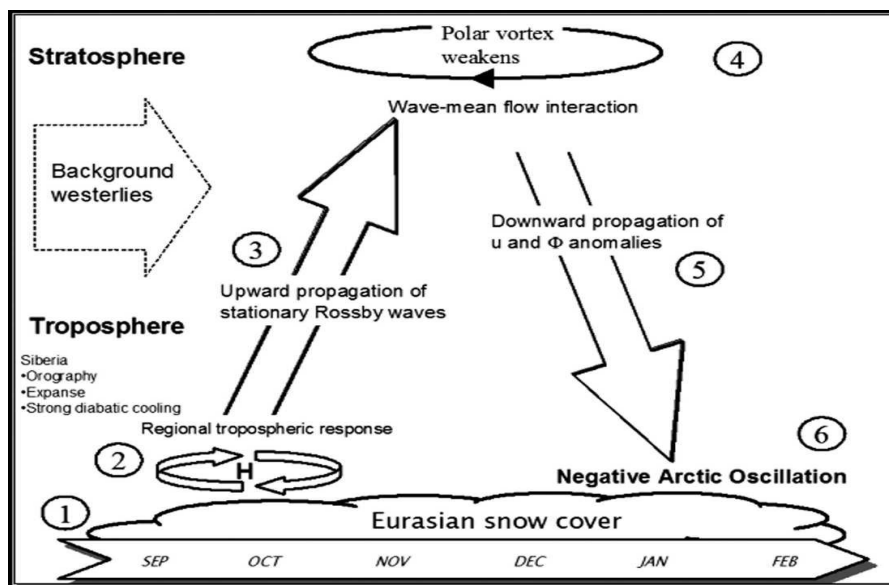 Stratosphere
Polar vortex
weakens
4
Wave-mean flow interaction
Background
westerlies
3
Downward propagation of
u and Φ anomalies
5
Upward propagation of
stationary Rossby waves
Troposphere
Siberia
•Orography
•Expanse
•Strong diabatic cooling
Regional tropospheric response
2
H
6
Negative Arctic Oscillation
1
Eurasian snow cover
SEP OCT NOV DEC JAN FEB